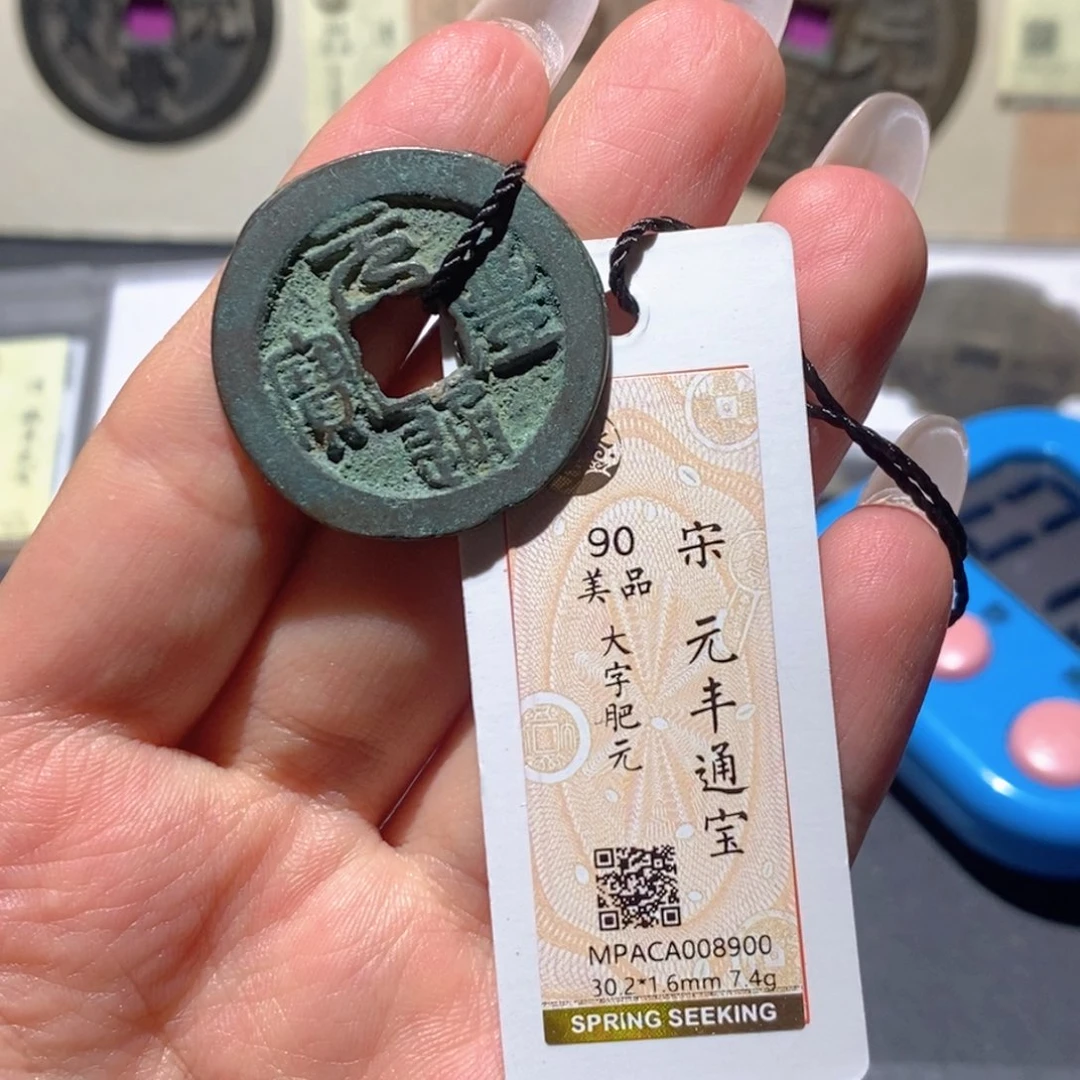 元豐通寶
90
美品
大字肥元
宋 元丰通宝
MPACA008900
30.2*1.6mm 7.4g
SPRING SEEKING